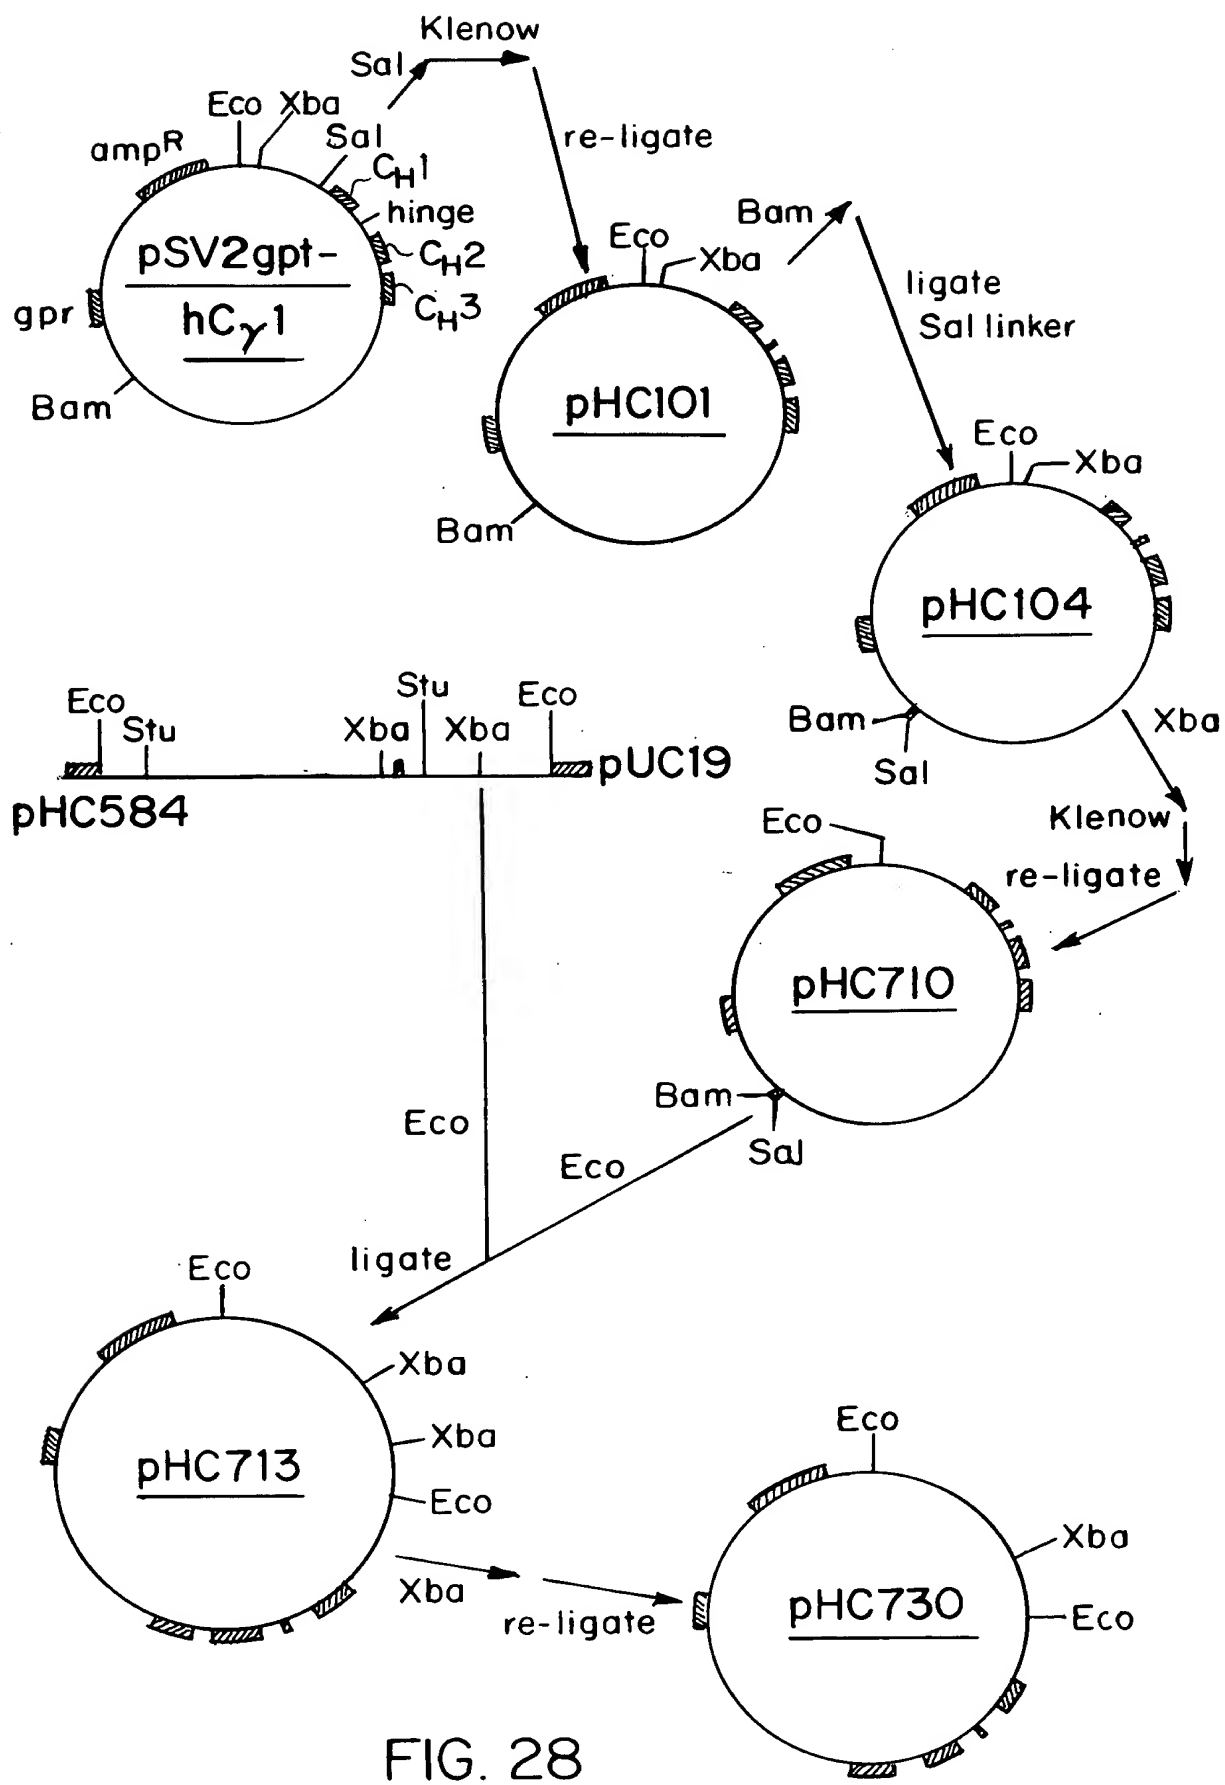 Klenow
Sal
Eco
Xba
Sal
ampR
re-ligate
CH1
hinge
pSV2gpt-
CH2
hCγ1
CH3
gpr
Bam
Bam
Eco
Xba
ligate
Sal linker
pHC101
Bam
Eco
Xba
pHC104
Bam
Sal
Xba
Eco
Stu
Xba
Stu
Xba
Eco
pUC19
pHC584
Klenow
re-ligate
Eco
pHC710
Bam
Sal
Eco
Eco
ligate
Eco
Xba
Xba
pHC713
Eco
Xba
re-ligate
Eco
Xba
pHC730
Eco
FIG. 28